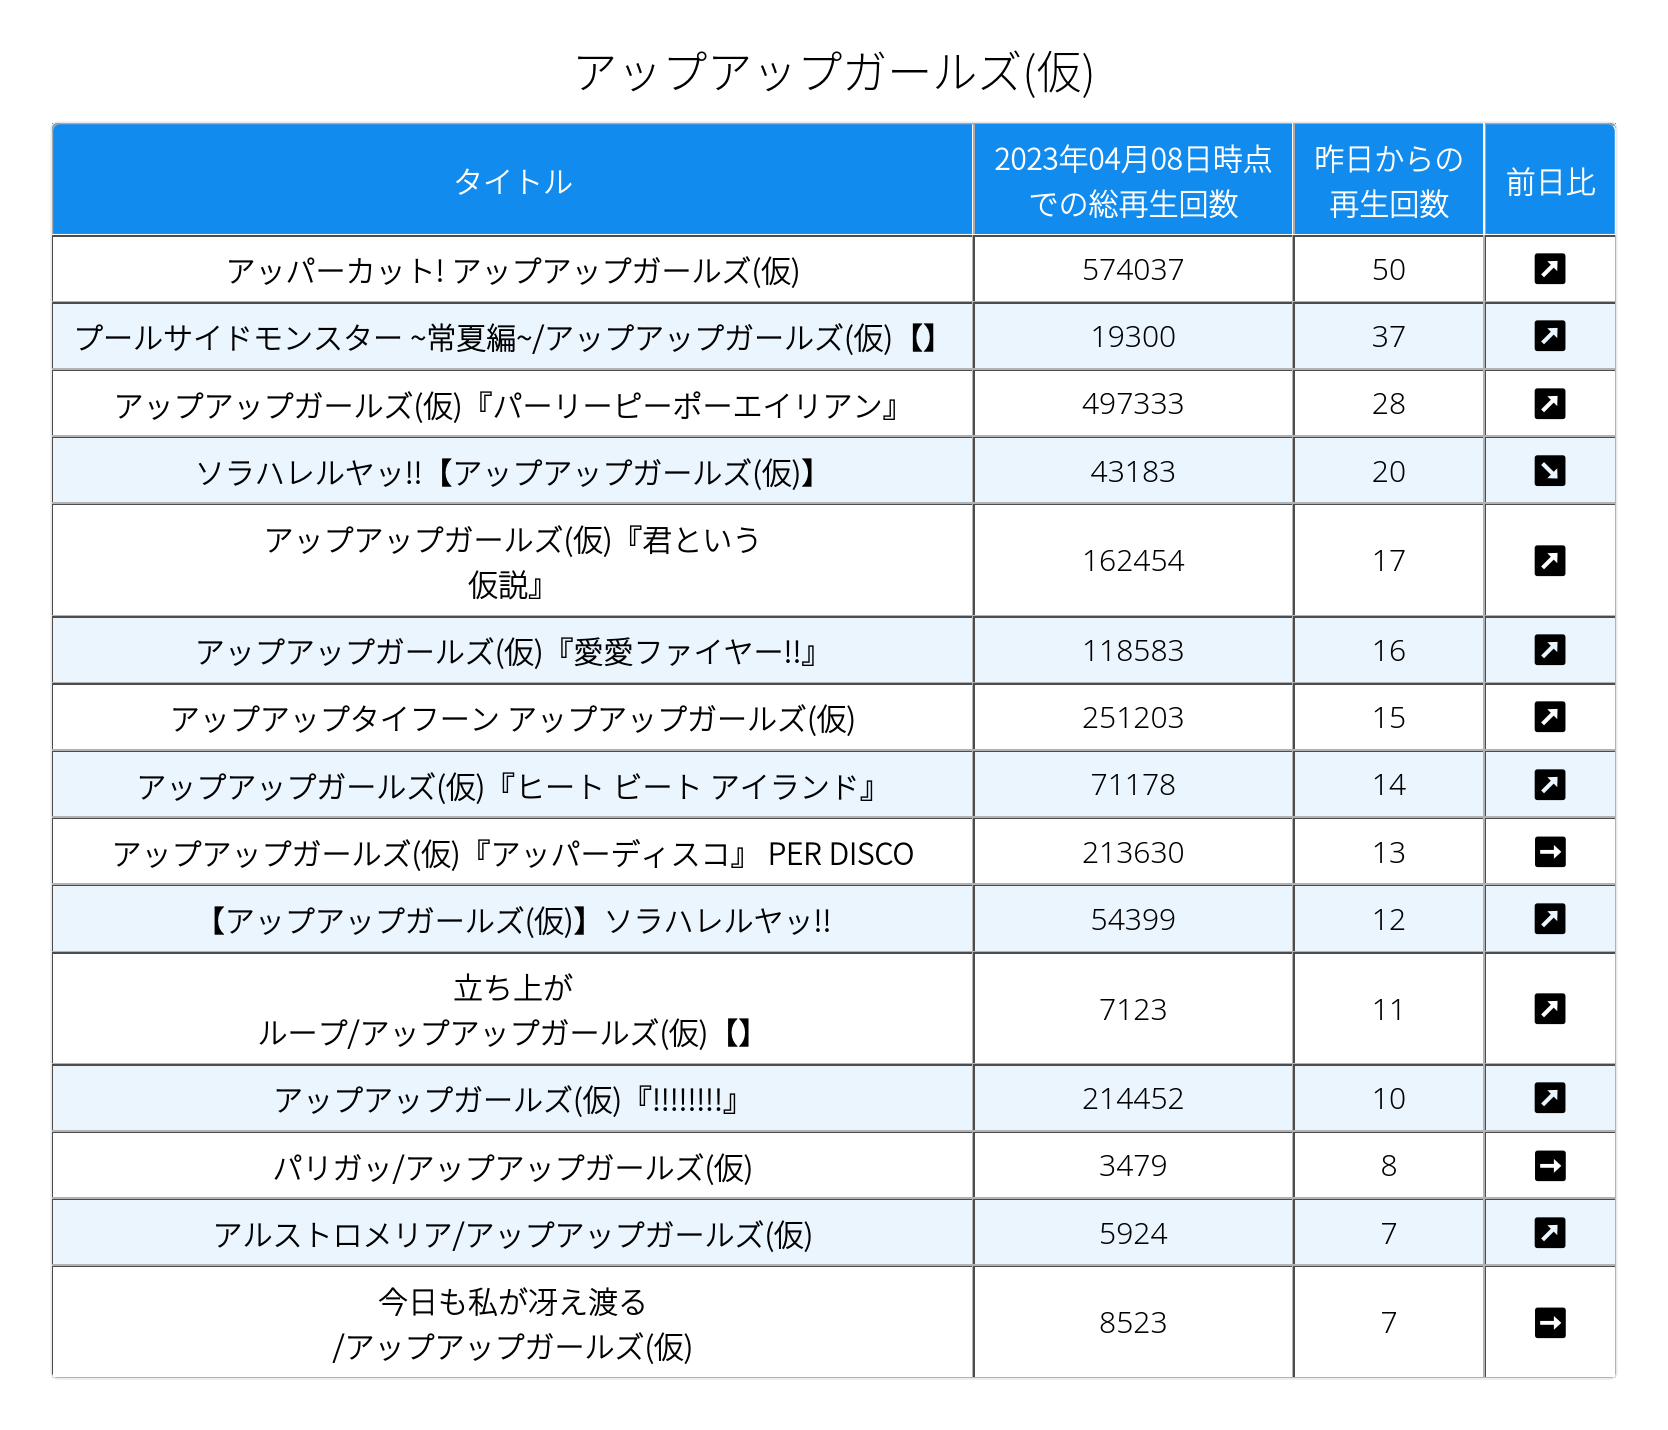 アップアップガールズ(仮)
タイトル 2023年04月08日時点での総再生回数 昨日からの再生回数 前日比
アッパーカット! アップアップガールズ(仮) 574037 50
プールサイドモンスター ~常夏編~/アップアップガールズ(仮)【】 19300 37
アップアップガールズ(仮)『パーリーピーポーエイリアン』 497333 28
ソラハレルヤッ!!【アップアップガールズ(仮)】 43183 20
アップアップガールズ(仮)『君という
仮説』 162454 17
アップアップガールズ(仮)『愛愛ファイヤー!!』 118583 16
アップアップタイフーン アップアップガールズ(仮) 251203 15
アップアップガールズ(仮)『ヒート ビート アイランド』 71178 14
アップアップガールズ(仮)『アッパーディスコ』 PER DISCO 213630 13
【アップアップガールズ(仮)】ソラハレルヤッ!! 54399 12
立ち上が
ループ/アップアップガールズ(仮)【】 7123 11
アップアップガールズ(仮)『!!!!!!!!』 214452 10
パリガッ/アップアップガールズ(仮) 3479 8
アルストロメリア/アップアップガールズ(仮) 5924 7
今日も私が冴え渡る
/アップアップガールズ(仮) 8523 7